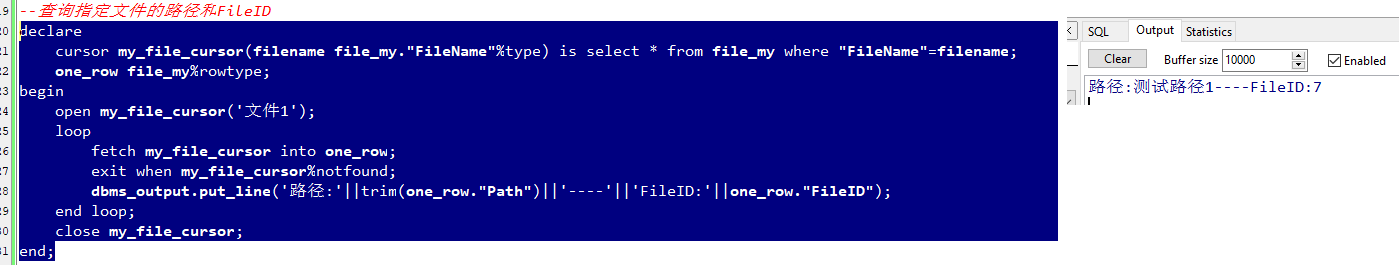 19 --查询指定文件的路径和FileID
20 declare
21 cursor my_file_cursor(filename file_my."FileName"%type) is select * from file_my where "FileName"=filename;
22 one_row file_my%rowtype;
23 begin
24 open my_file_cursor('文件1');
25 loop
26 fetch my_file_cursor into one_row;
27 exit when my_file_cursor%notfound;
28 dbms_output.put_line('路径:'||trim(one_row."Path")||'----'||'FileID:'||one_row."FileID");
29 end loop;
30 close my_file_cursor;
31 end;
SQL Output Statistics
Clear Buffer size 10000 Enabled
路径:测试路径1----FileID:7